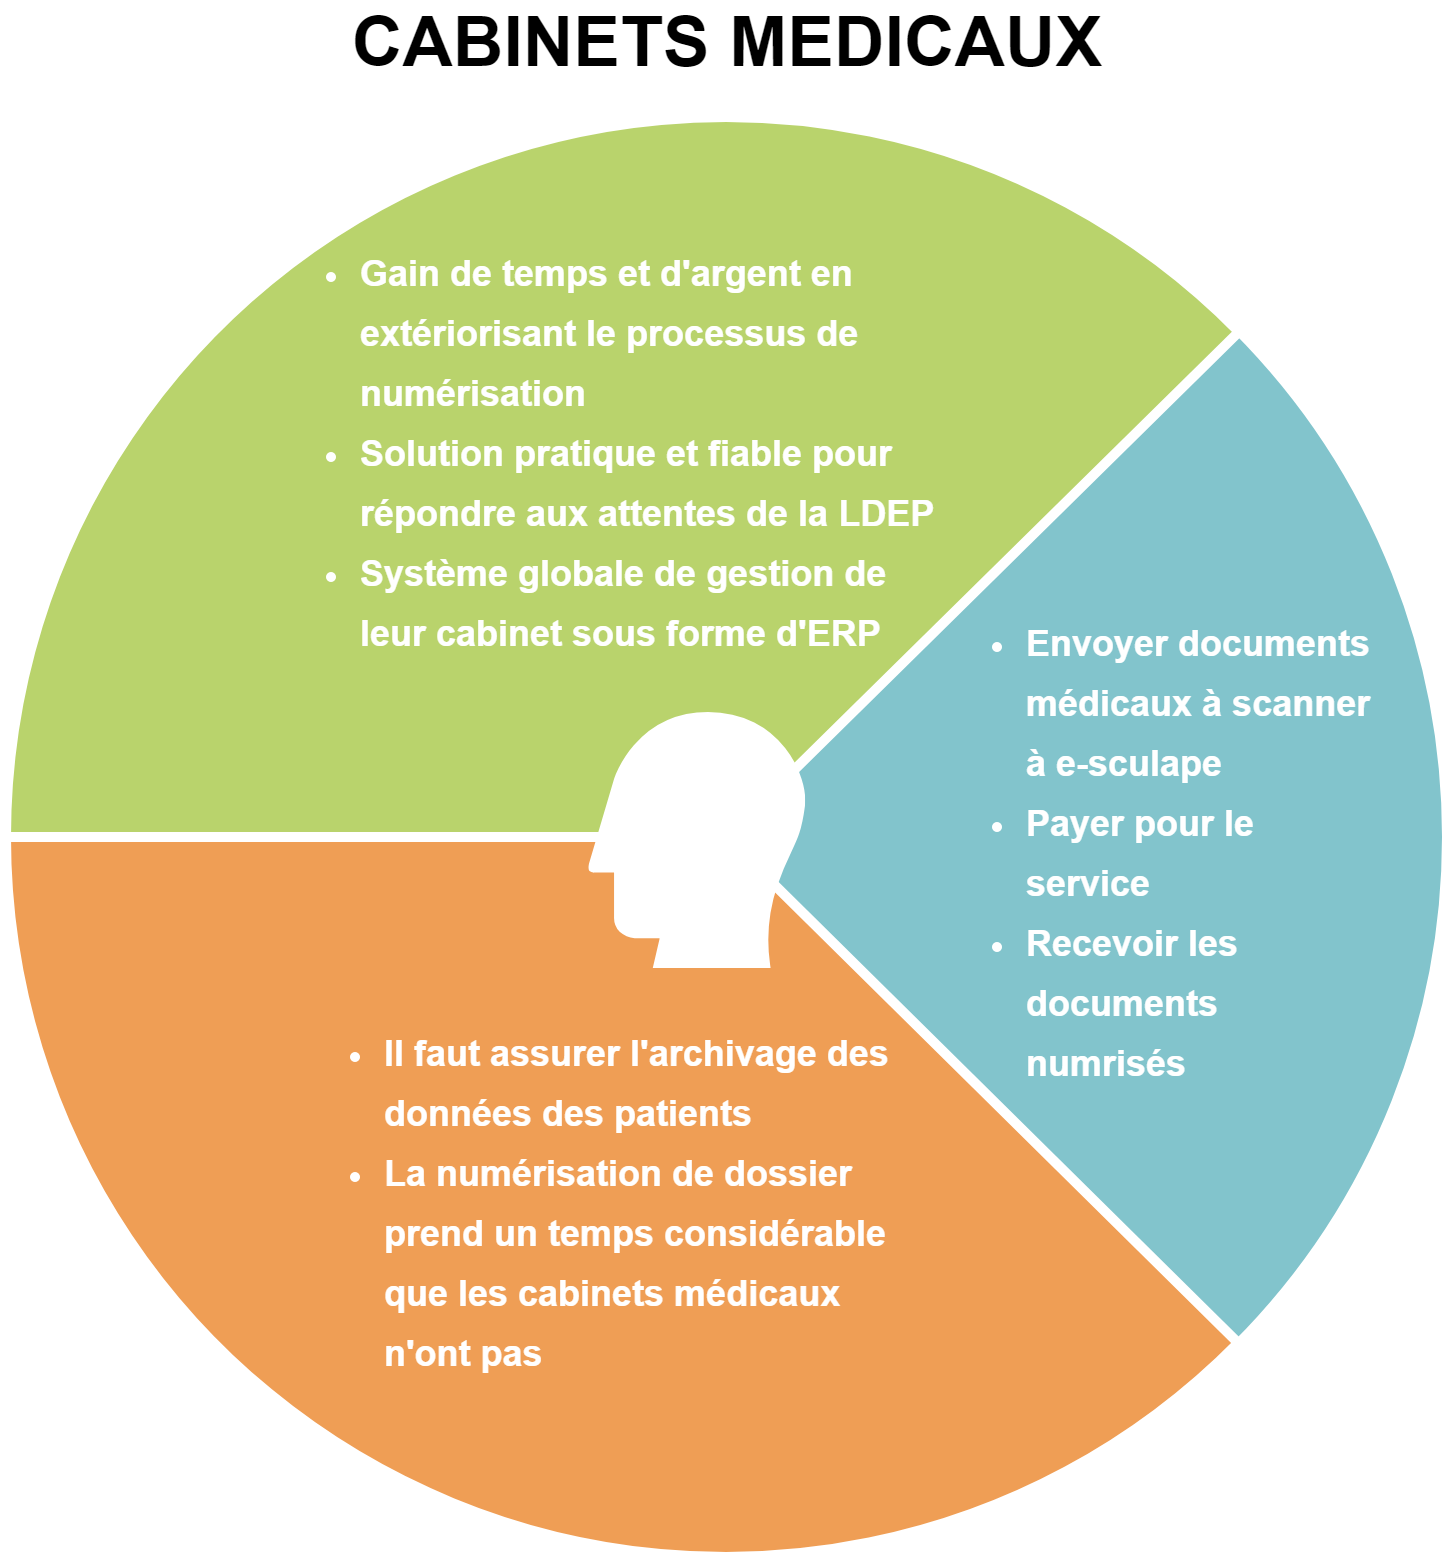 CABINETS MEDICAUX
• Gain de temps et d'argent en
extériorisant le processus de
numérisation
• Solution pratique et fiable pour
répondre aux attentes de la LDEP
• Système globale de gestion de
leur cabinet sous forme d'ERP
• Envoyer documents
médicaux à scanner
à e-sculape
• Payer pour le
service
• Recevoir les
documents
numrisés
• Il faut assurer l'archivage des
données des patients
• La numérisation de dossier
prend un temps considérable
que les cabinets médicaux
n'ont pas